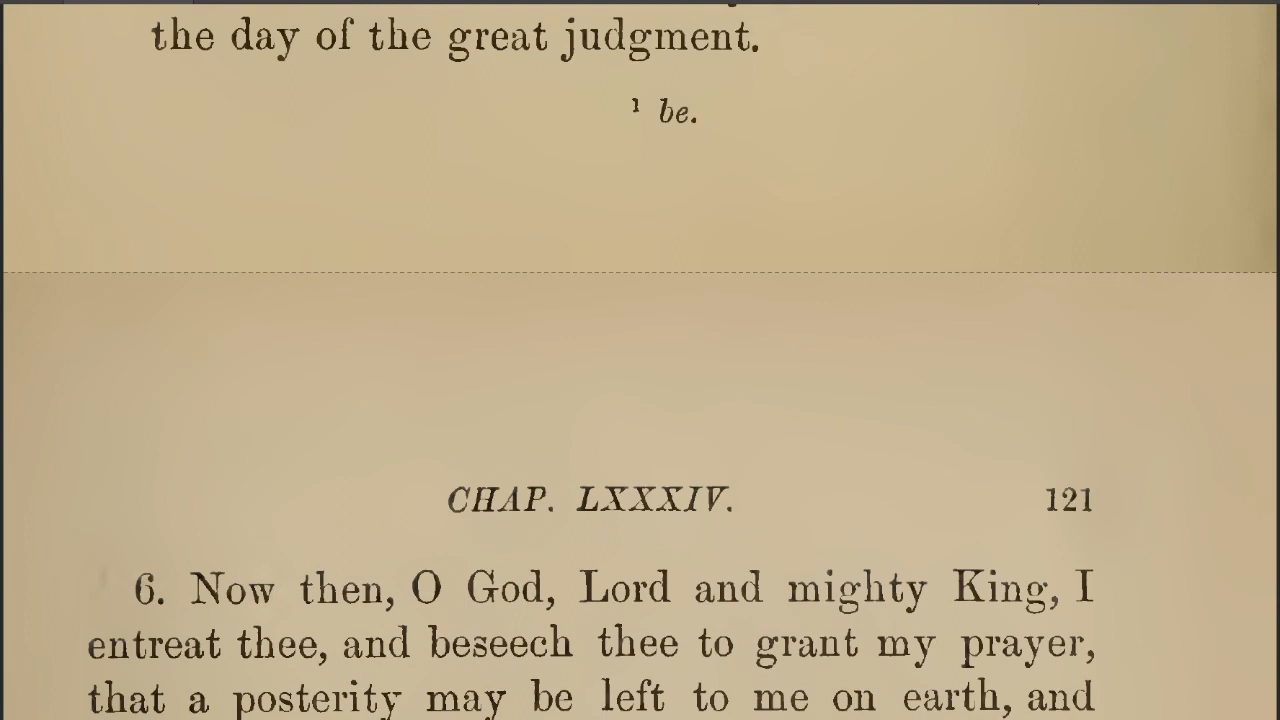 the day of the great judgment.
¹ be.
CHAP. LXXXIV. 121
6. Now then, O God, Lord and mighty King, I
entreat thee, and beseech thee to grant my prayer,
that a posterity may be left to me on earth, and